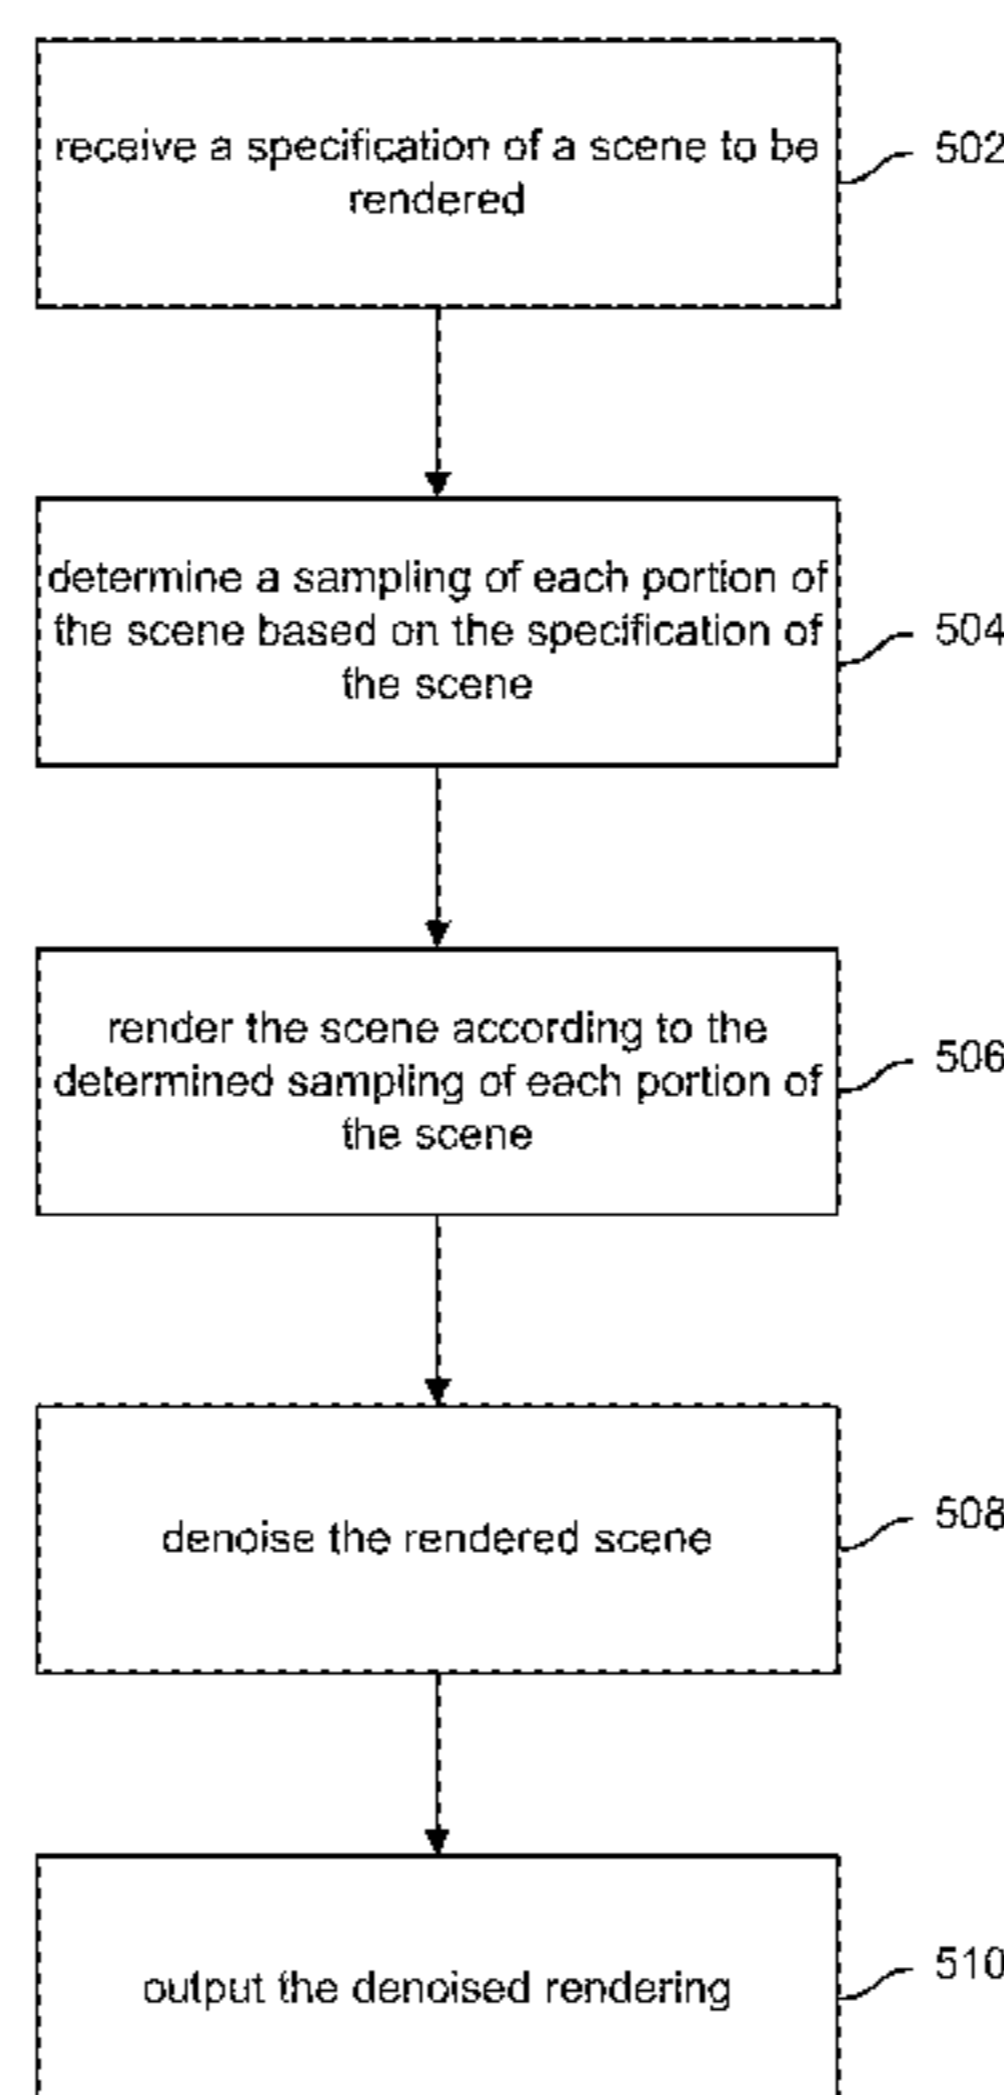 receive a specification of a scene to be
rendered
502
determine a sampling of each portion of
the scene based on the specification of
the scene
504
render the scene according to the
determined sampling of each portion of
the scene
506
denoise the rendered scene
508
output the denoised rendering
510